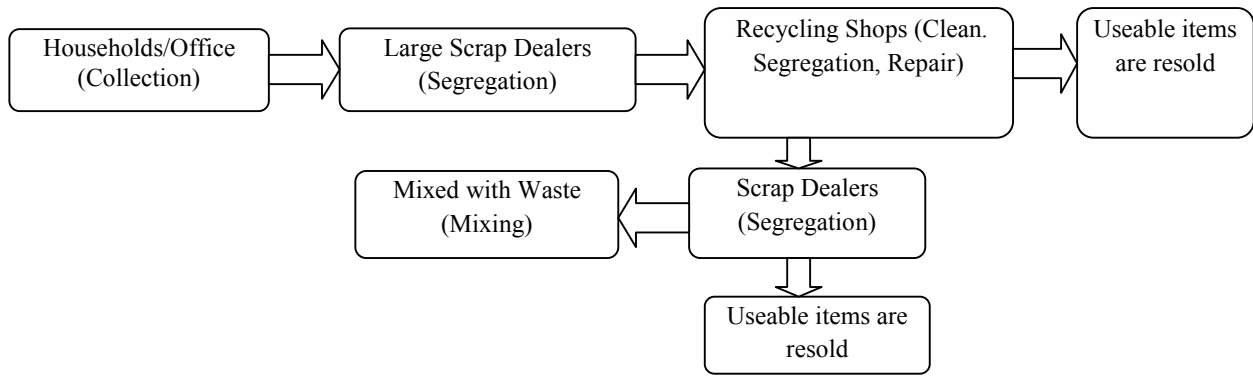 Households/Office
(Collection)
Large Scrap Dealers
(Segregation)
Recycling Shops (Clean.
Segregation, Repair)
Useable items
are resold
Mixed with Waste
(Mixing)
Scrap Dealers
(Segregation)
Useable items are
resold